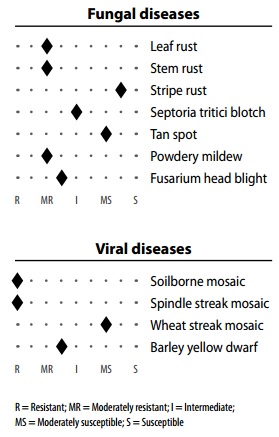 Fungal diseases
Leaf rust
Stem rust
Stripe rust
Septoria tritici blotch
Tan spot
Powdery mildew
Fusarium head blight
R MR I MS S
Viral diseases
Soilborne mosaic
Spindle streak mosaic
Wheat streak mosaic
Barley yellow dwarf
R MR I MS S
R = Resistant; MR = Moderately resistant; I = Intermediate;
MS = Moderately susceptible; S = Susceptible